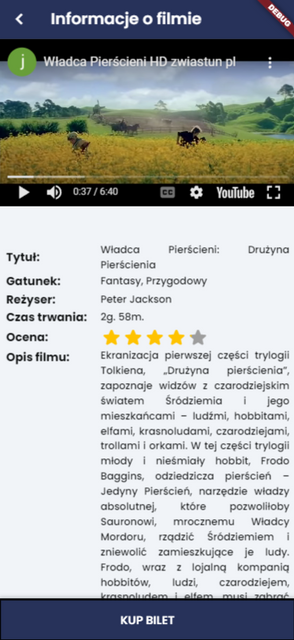 Informacje o filmie
DEBUG
j
Władca Pierścieni HD zwiastun pl
0:37 / 6:40
CC
YouTube
Tytuł:
Władca Pierścieni: Drużyna
Pierścienia
Gatunek:
Fantasy, Przygodowy
Reżyser:
Peter Jackson
Czas trwania:
2g. 58m.
Ocena:
Opis filmu:
Ekranizacja pierwszej części trylogii
Tolkiena, „Drużyna pierścienia”,
zapoznaje widzów z czarodziejskim
światem Śródziemia i jego
mieszkańcami – ludźmi, hobbitami,
elfami, krasnoludami, czarodziejami,
trollami i orkami. W tej części trylogii
młody i nieśmiały hobbit, Frodo
Baggins, odziedzicza pierścień –
Jedyny Pierścień, narzędzie władzy
absolutnej, które pozwoliłoby
Sauronowi, mrocznemu Władcy
Mordoru, rządzić Śródziemiem i
zniewolić zamieszkujące je ludy.
Frodo, wraz z lojalną kompanią
hobbitów, ludzi, czarodziejem,
krasnoludem i elfem, musi zabrać
KUP BILET